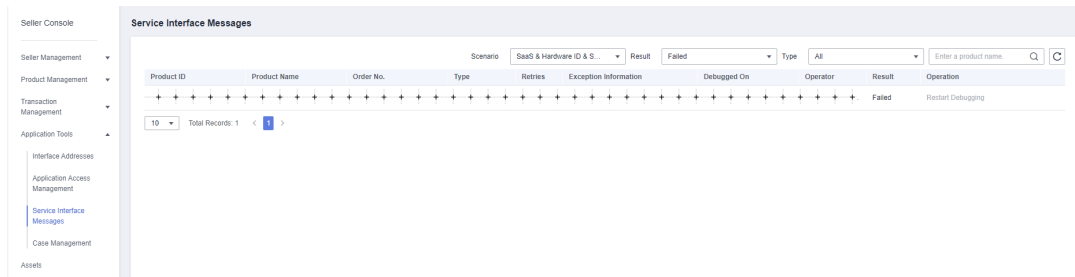 Seller Console
Service Interface Messages
Seller Management
Product Management
Transaction
Management
Application Tools
Interface Addresses
Application Access
Management
Service Interface
Messages
Case Management
Assets
Scenario SaaS & Hardware ID & S... Result Failed Type All Enter a product name.
Product ID Product Name Order No. Type Retries Exception Information Debugged On Operator Result Operation
Failed Restart Debugging
10 Total Records: 1 < 1 >